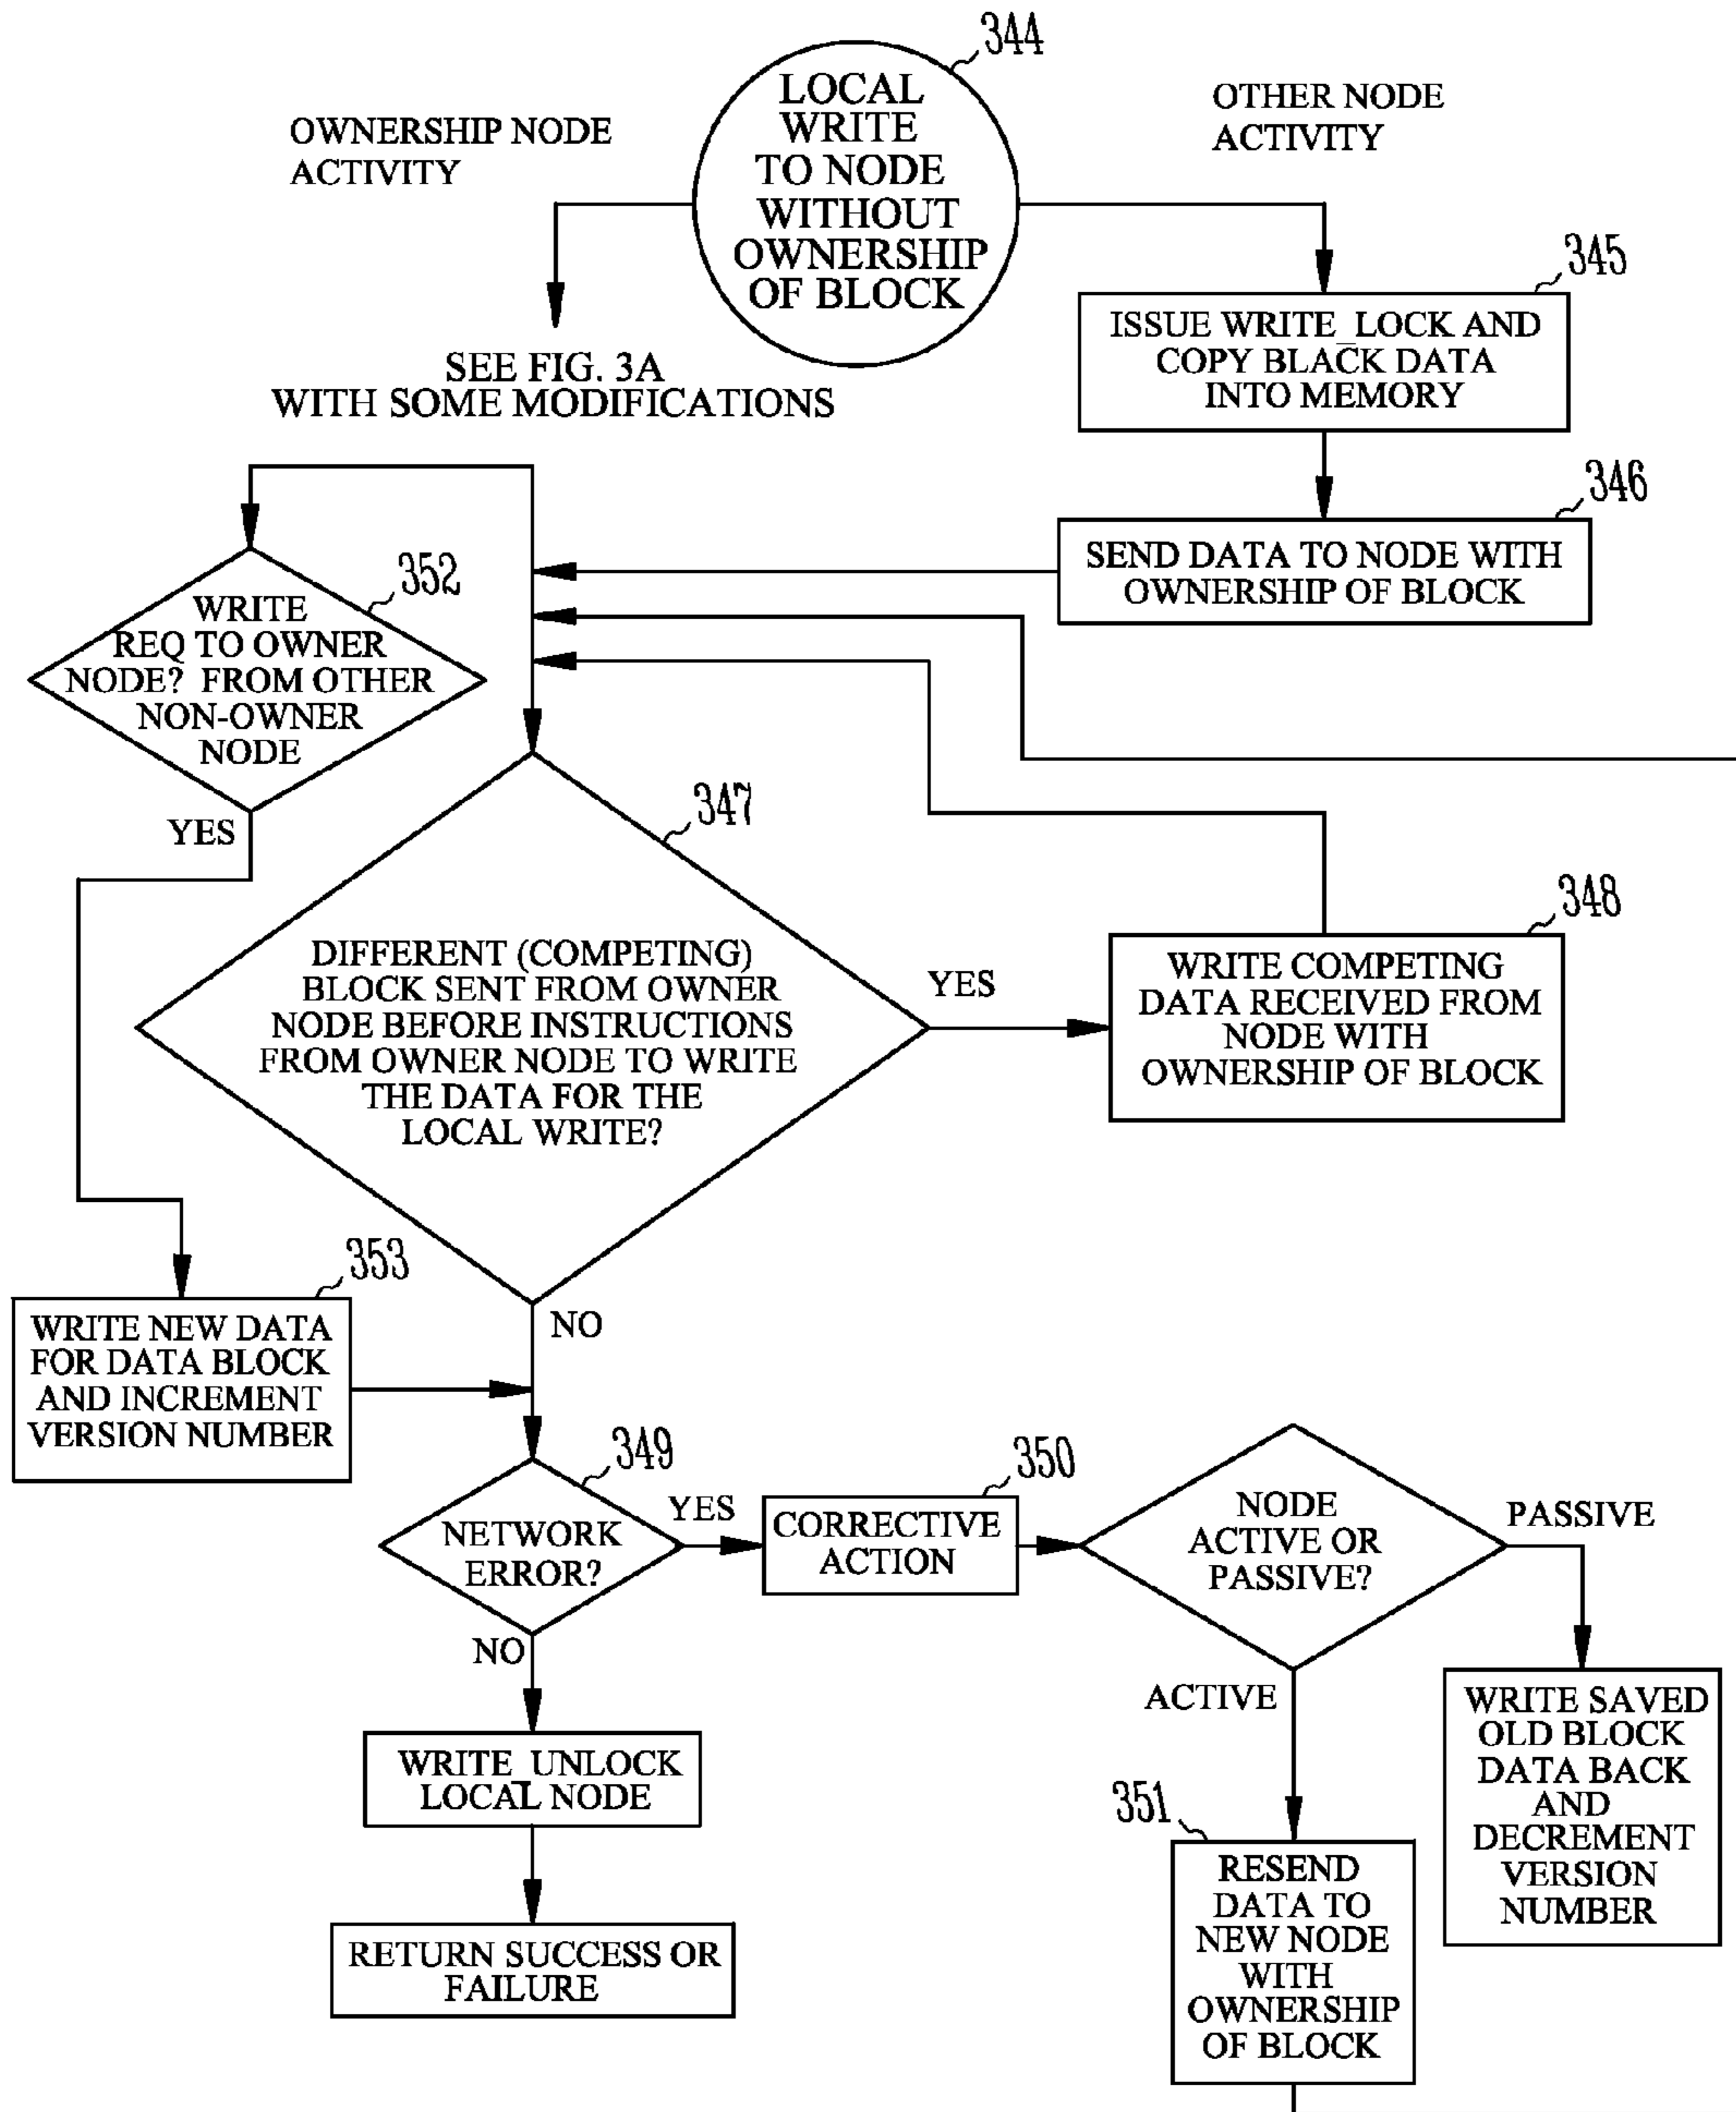 344
LOCAL
WRITE
TO NODE
WITHOUT
OWNERSHIP
OF BLOCK
OWNERSHIP NODE
ACTIVITY
OTHER NODE
ACTIVITY
SEE FIG. 3A
WITH SOME MODIFICATIONS
345
ISSUE WRITE_LOCK AND
COPY BLACK DATA
INTO MEMORY
346
SEND DATA TO NODE WITH
OWNERSHIP OF BLOCK
352
WRITE
REQ TO OWNER
NODE? FROM OTHER
NON-OWNER
NODE
YES
347
DIFFERENT (COMPETING)
BLOCK SENT FROM OWNER
NODE BEFORE INSTRUCTIONS
FROM OWNER NODE TO WRITE
THE DATA FOR THE
LOCAL WRITE?
YES
348
WRITE COMPETING
DATA RECEIVED FROM
NODE WITH
OWNERSHIP OF BLOCK
NO
353
WRITE NEW DATA
FOR DATA BLOCK
AND INCREMENT
VERSION NUMBER
349
NETWORK
ERROR?
YES
350
CORRECTIVE
ACTION
NODE
ACTIVE OR
PASSIVE?
PASSIVE
NO
ACTIVE
WRITE_UNLOCK
LOCAL NODE
RETURN SUCCESS OR
FAILURE
351
RESEND
DATA TO
NEW NODE
WITH
OWNERSHIP
OF BLOCK
WRITE SAVED
OLD BLOCK
DATA BACK
AND
DECREMENT
VERSION
NUMBER